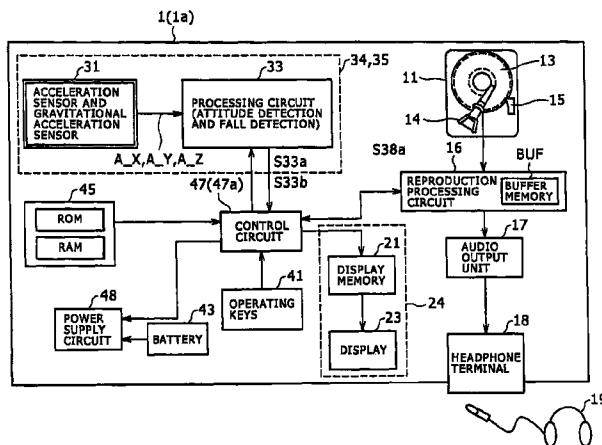 1(1a)
31
ACCELERATION
SENSOR AND
GRAVITATIONAL
ACCELERATION
SENSOR
A_X,A_Y,A_Z
33
PROCESSING CIRCUIT
(ATTITUDE DETECTION
AND FALL DETECTION)
34,35
11
13
14
15
S33a
S33b
S38a
16
BUF
REPRODUCTION
PROCESSING
CIRCUIT
BUFFER
MEMORY
45
ROM
RAM
47(47a)
CONTROL
CIRCUIT
17
AUDIO
OUTPUT
UNIT
21
DISPLAY
MEMORY
24
23
DISPLAY
41
OPERATING
KEYS
48
POWER
SUPPLY
CIRCUIT
43
BATTERY
18
HEADPHONE
TERMINAL
19